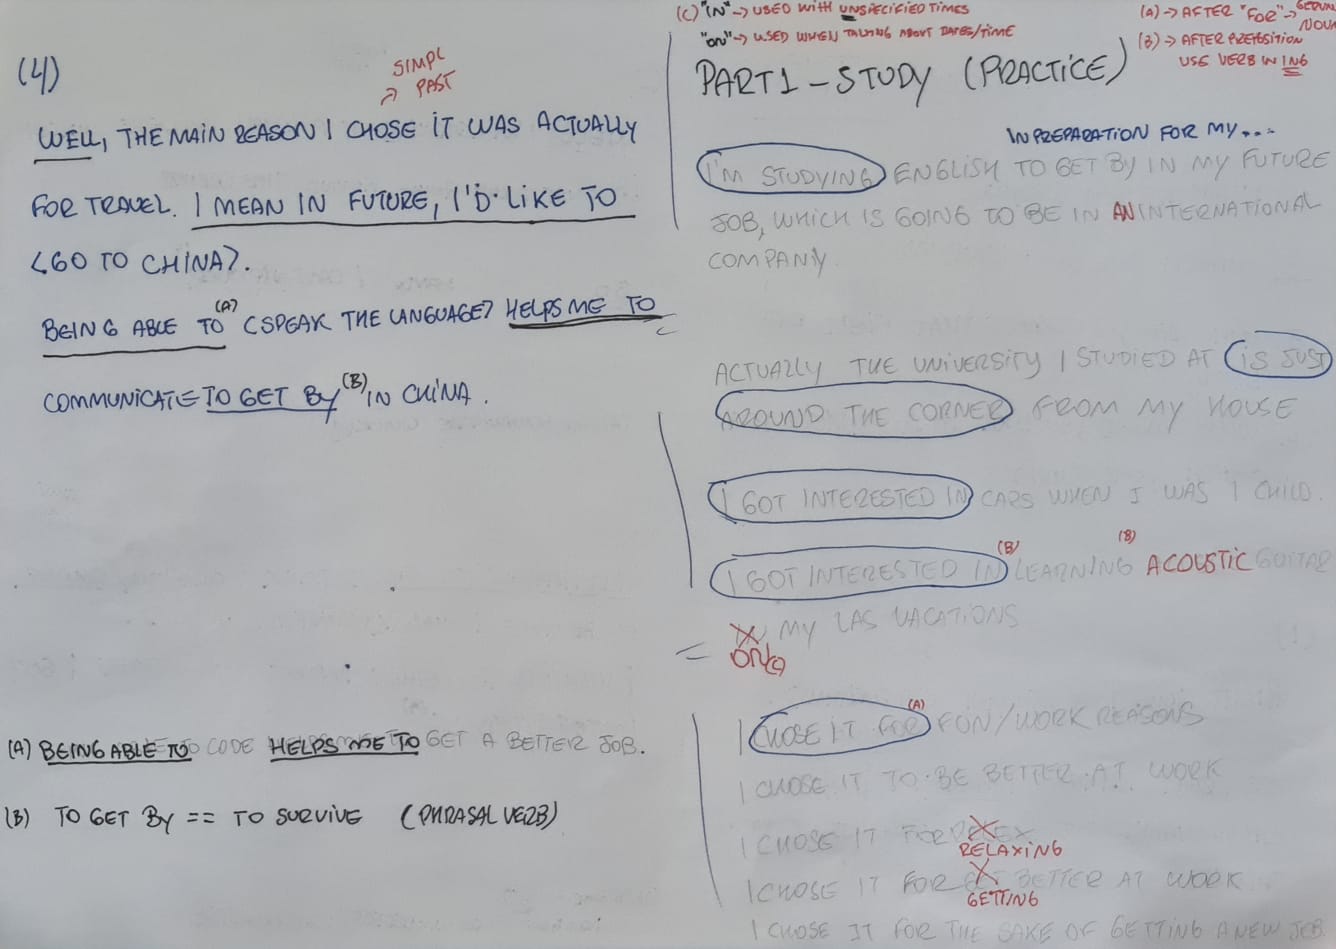 (4)
SIMPL
→ PAST
WELL, THE MAIN REASON I CHOSE IT WAS ACTUALLY
FOR TRAVEL. I MEAN IN FUTURE, I'D LIKE TO
<GO TO CHINA>.
BEING ABLE TO (A) <SPEAK THE LANGUAGE> HELPS ME TO
COMMUNICATE TO GET BY (B) IN CHINA.
(A) BEING ABLE TO CODE HELPS ME TO GET A BETTER JOB.
(B) TO GET BY == TO SURVIVE (PHRASAL VERB)
(C) "IN" → USED WITH UNSPECIFIED TIMES
"ON" → USED WHEN TALKING ABOUT DATES/TIME
(A) → AFTER "FOR" →
NOUN
(B) → AFTER PREPOSITION
USE VERB IN ING
PART1 - STUDY (PRACTICE)
IN PREPARATION FOR MY...
I'M STUDYING ENGLISH TO GET BY IN MY FUTURE
JOB, WHICH IS GOING TO BE IN AN INTERNATIONAL
COMPANY
ACTUALLY THE UNIVERSITY I STUDIED AT IS JUST
AROUND THE CORNER FROM MY HOUSE
I GOT INTERESTED IN CARS WHEN I WAS 1 CHILD.
I GOT INTERESTED IN (B) LEARNING (B) ACOUSTIC GUITAR
MY LAS VACATIONS
ON (C)
I CHOSE IT FOR (A) FUN/WORK REASONS
I CHOSE IT TO BE BETTER AT WORK
I CHOSE IT FOR
RELAXING
I CHOSE IT FOR BETTER AT WORK
GETTING
I CHOSE IT FOR THE SAKE OF GETTING A NEW JOB